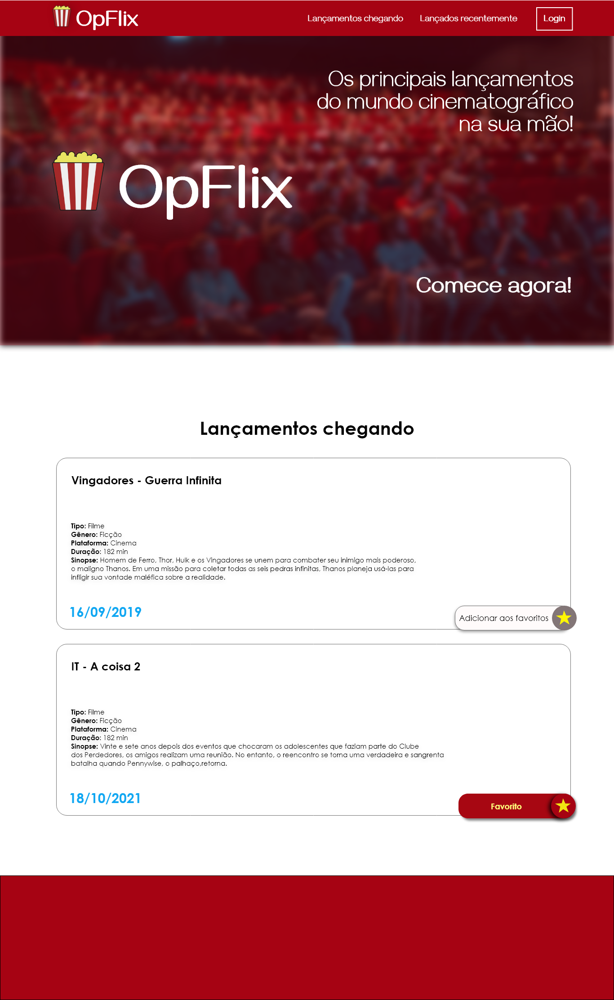 OpFlix
Lançamentos chegando
Lançados recentemente
Login
Os principais lançamentos
do mundo cinematográfico
na sua mão!
OpFlix
Comece agora!
Lançamentos chegando
Vingadores - Guerra Infinita
Tipo: Filme
Gênero: Ficção
Plataforma: Cinema
Duração: 182 min
Sinopse: Homem de Ferro, Thor, Hulk e os Vingadores se unem para combater seu inimigo mais poderoso,
o maligno Thanos. Em uma missão para coletar todas as seis pedras infinitas, Thanos planeja usá-las para
infligir sua vontade maléfica sobre a realidade.
16/09/2019
Adicionar aos favoritos
IT - A coisa 2
Tipo: Filme
Gênero: Ficção
Plataforma: Cinema
Duração: 182 min
Sinopse: Vinte e sete anos depois dos eventos que chocaram os adolescentes que faziam parte do Clube
dos Perdedores, os amigos realizam uma reunião. No entanto, o reencontro se torna uma verdadeira e sangrenta
batalha quando Pennywise, o palhaço,retorna.
18/10/2021
Favorito